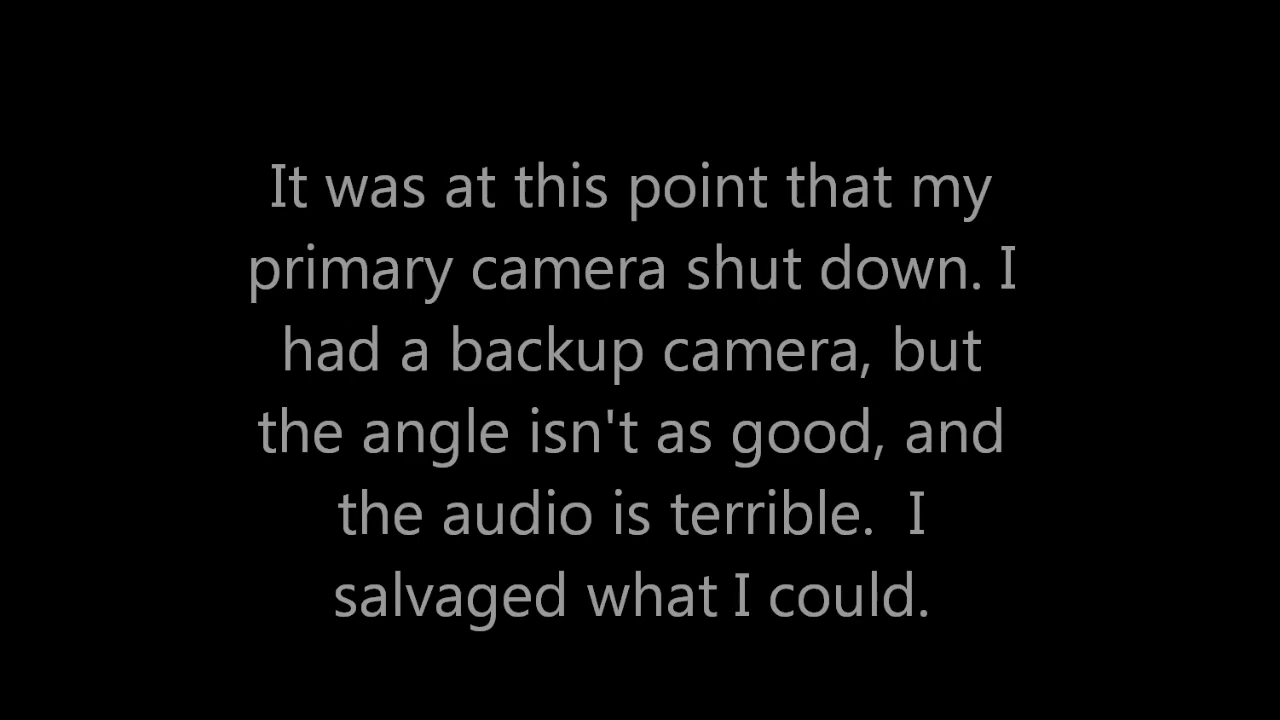 It was at this point that my
primary camera shut down. I
had a backup camera, but
the angle isn't as good, and
the audio is terrible.  I
salvaged what I could.